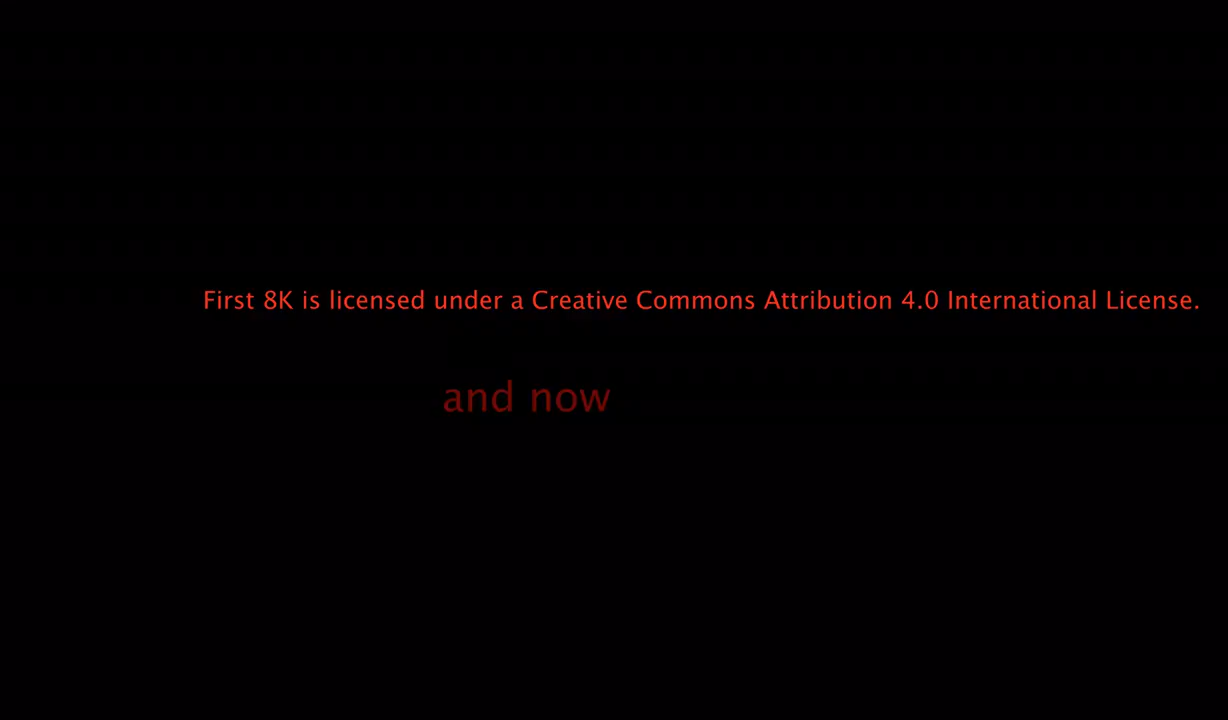 First 8K is licensed under a Creative Commons Attribution 4.0 International License.
and now